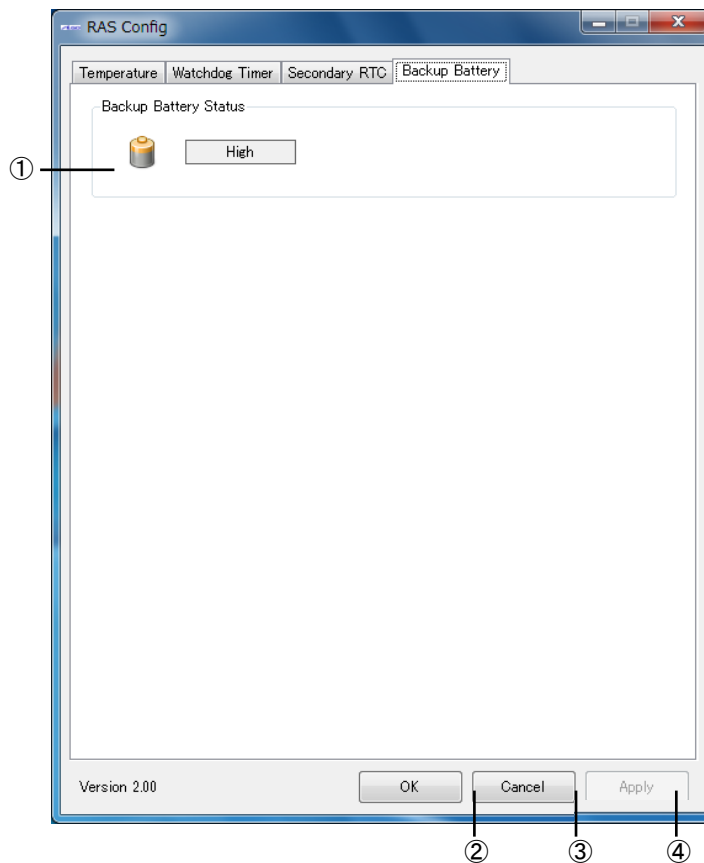 RAS Config
Temperature Watchdog Timer Secondary RTC Backup Battery
Backup Battery Status
① High
Version 2.00 OK Cancel Apply
② ③ ④